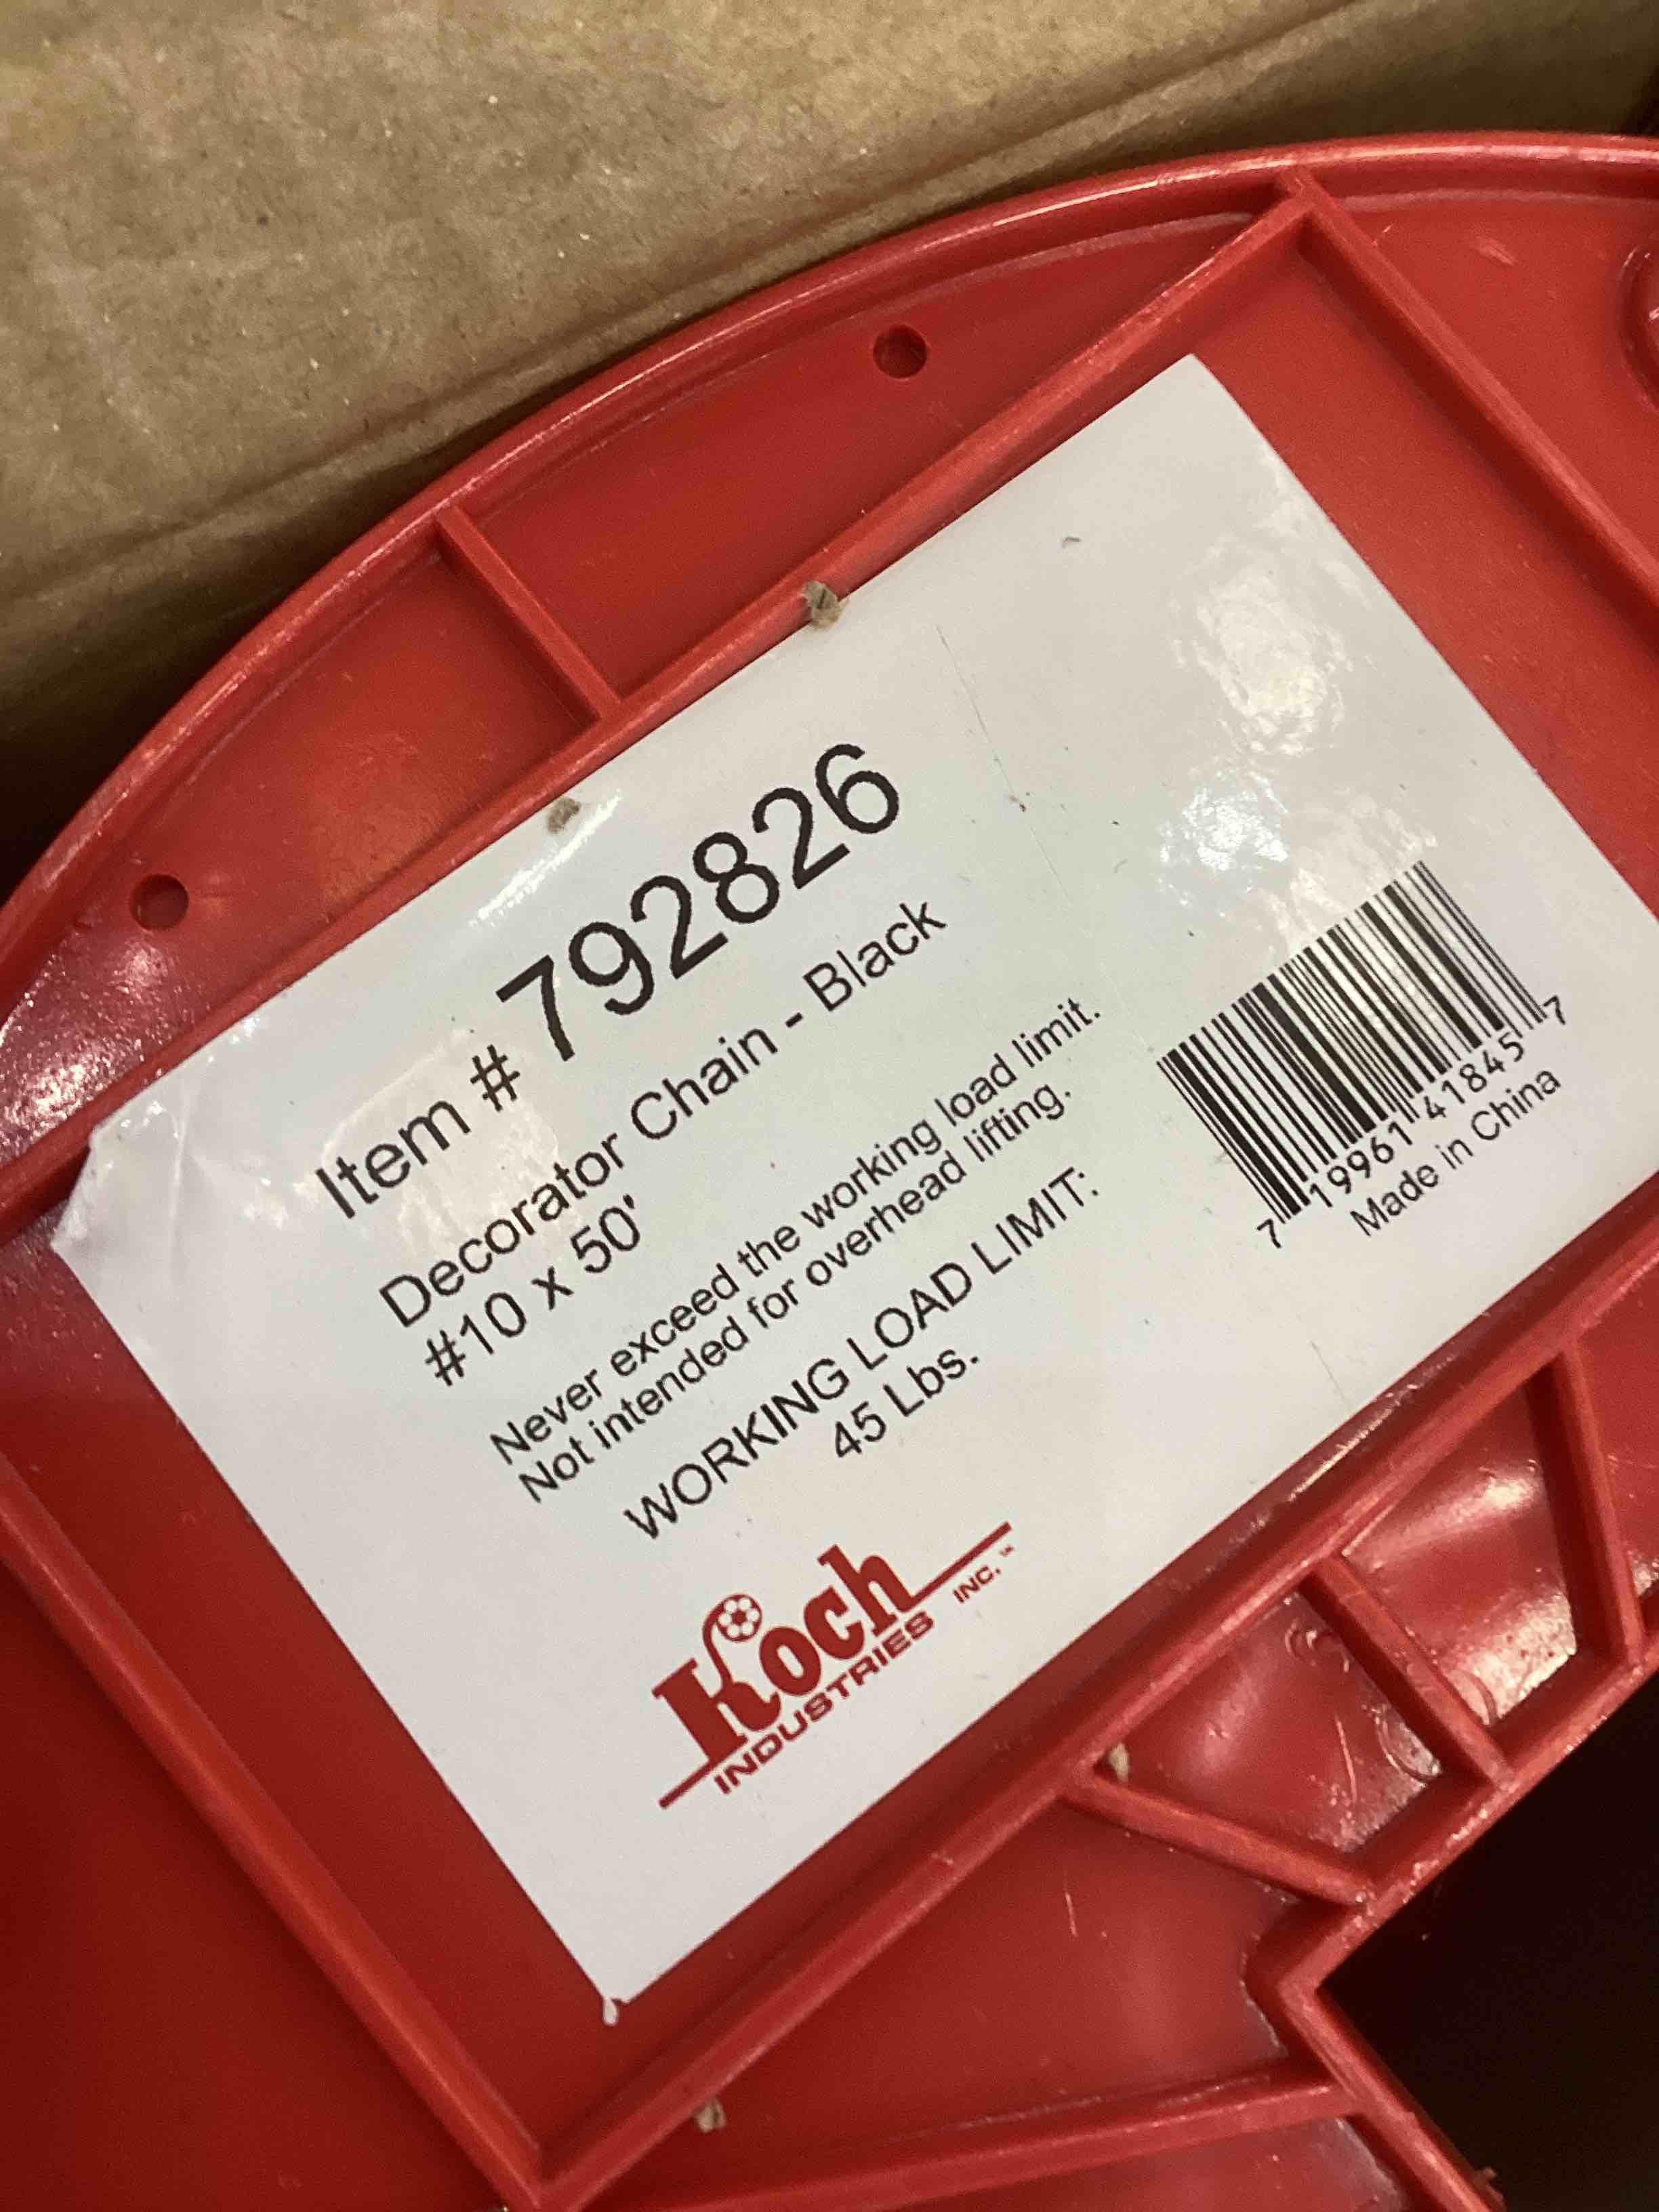 Item # 792826
Decorator Chain - Black
#10 x 50'
Never exceed the working load limit.
Not intended for overhead lifting.
WORKING LOAD LIMIT:
45 Lbs.
Koch
INDUSTRIES INC.™
7 19961 41845 7
Made in China